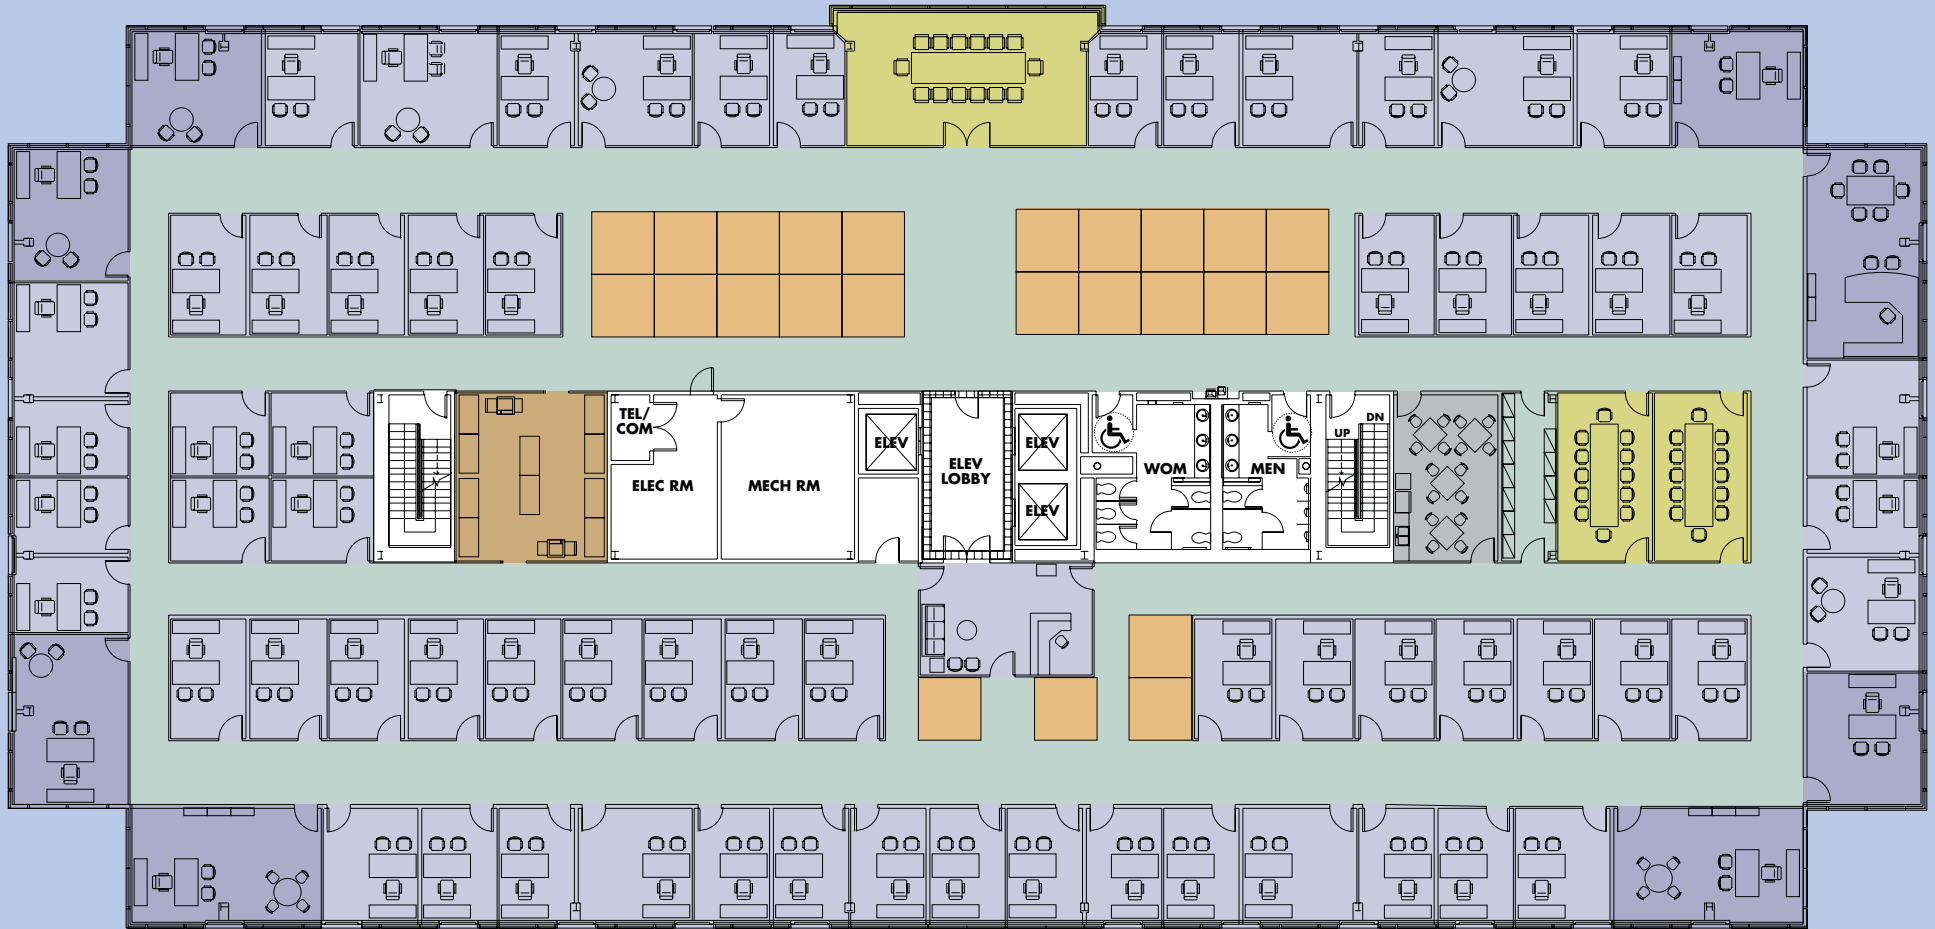 TEL/
COM
ELEC RM
MECH RM
ELEV
ELEV
LOBBY
ELEV
ELEV
WOM
MEN
UP
DN